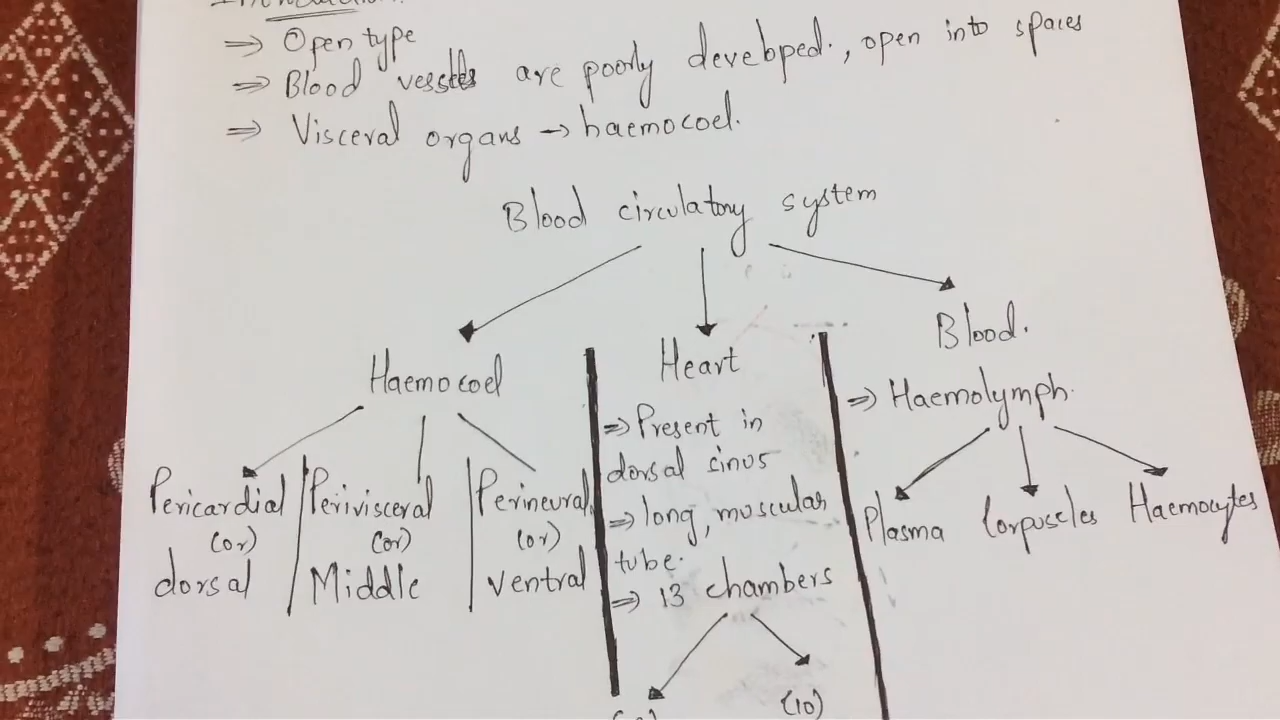 Introduction
⇒ Open type
⇒ Blood vessels are poorly developed., open into spaces
⇒ Visceral organs → haemocoel.
Blood circulatory system
Haemocoel
Pericardial
(or)
dorsal
Perivisceral
(or)
Middle
Perineural
(or)
ventral
Heart
⇒ Present in
dorsal sinus
⇒ long, muscular
tube.
⇒ 13 chambers
(10)
Blood.
⇒ Haemolymph.
Plasma
Corpuscles
Haemocytes